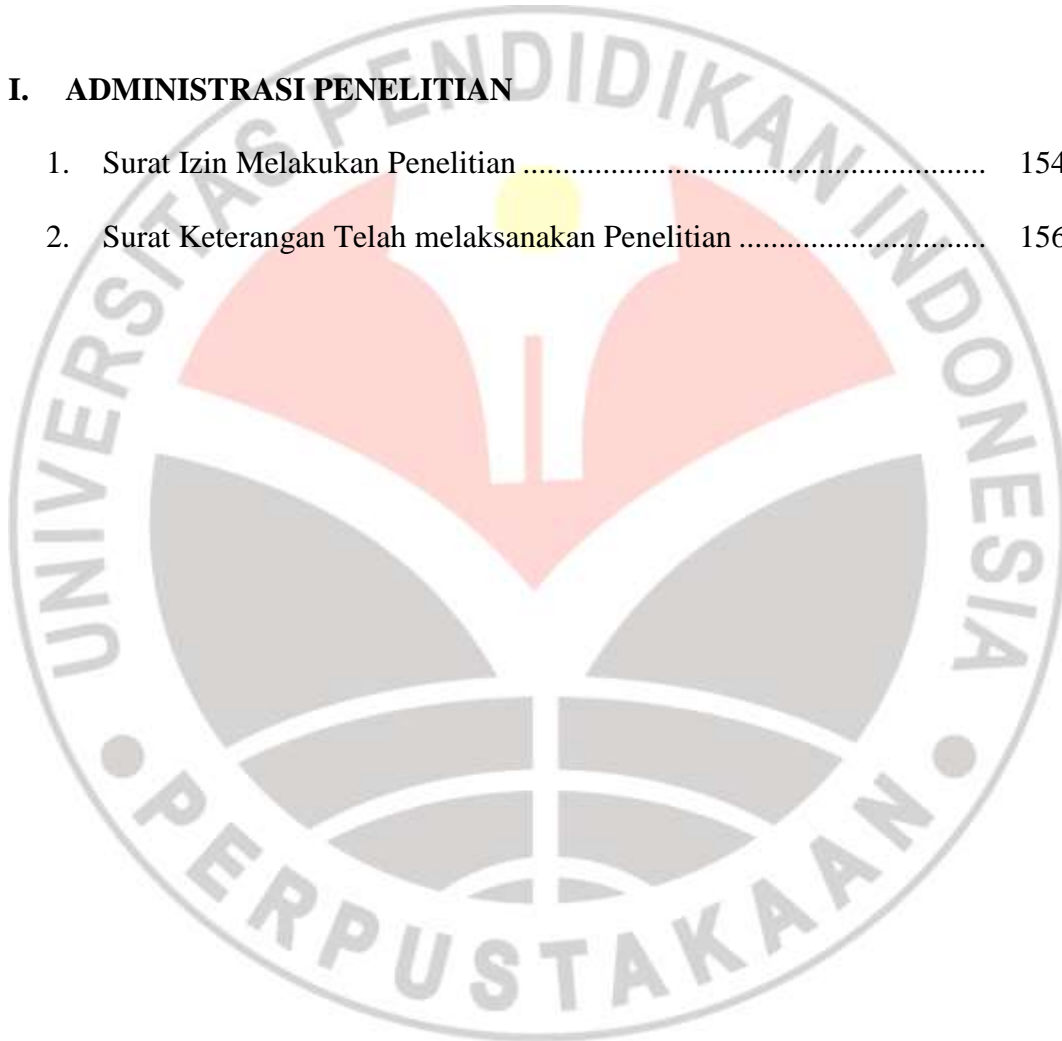 I. ADMINISTRASI PENELITIAN
1. Surat Izin Melakukan Penelitian ........................................................ 154
2. Surat Keterangan Telah melaksanakan Penelitian .............................. 156
UNIVERSITAS PENDIDIKAN INDONESIA
• PERPUSTAKAAN •